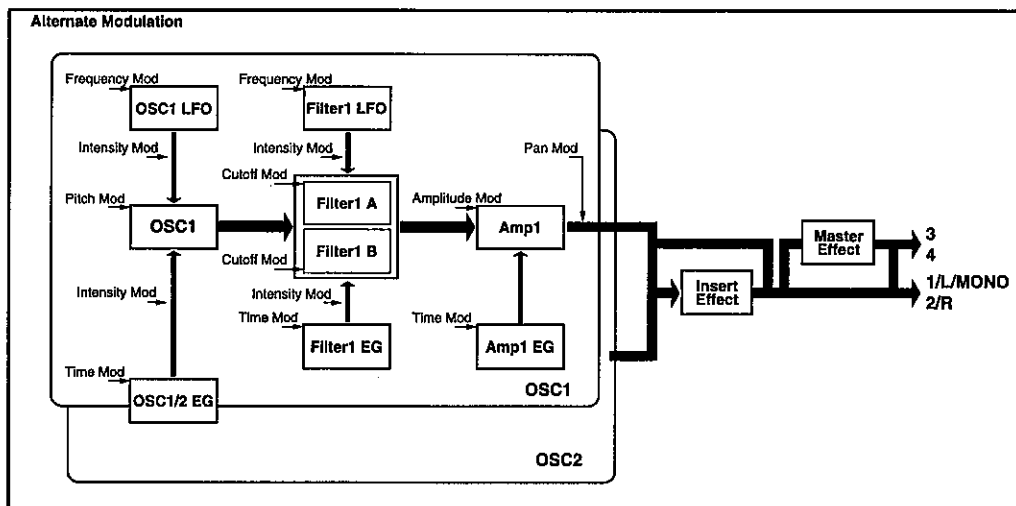 Alternate Modulation
Frequency Mod
OSC1 LFO
Intensity Mod
Pitch Mod
OSC1
Intensity Mod
Time Mod
OSC1/2 EG
Frequency Mod
Filter1 LFO
Intensity Mod
Cutoff Mod
Filter1 A
Filter1 B
Cutoff Mod
Intensity Mod
Time Mod
Filter1 EG
Amplitude Mod
Amp1
Time Mod
Amp1 EG
OSC1
OSC2
Pan Mod
Insert
Effect
Master
Effect
3
4
1/L/MONO
2/R